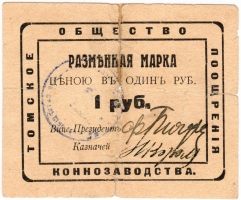 ОБЩЕСТВО
ТОМСКОЕ
ПООЩРЕНІЯ
РАЗМѢННАЯ МАРКА
ЦѢНОЮ ВЪ ОДИНЪ РУБ.
1 руб.
Вице-Президентъ
Казначей
КОННОЗАВОДСТВА.